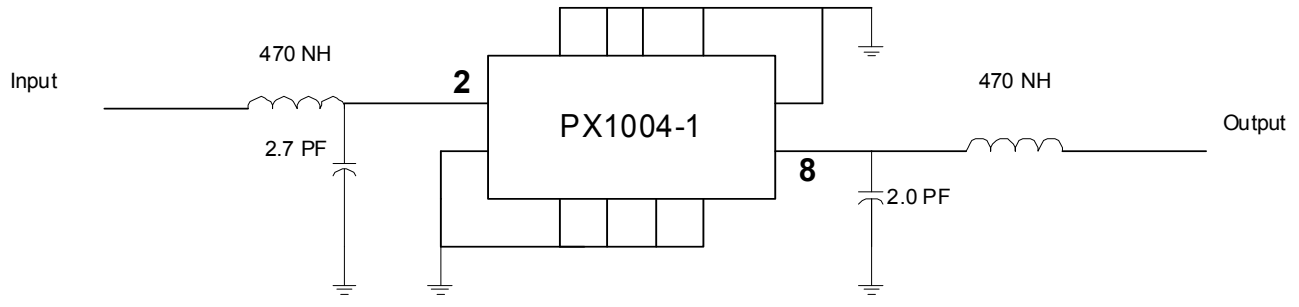 470 NH
470 NH
Input
2
PX1004-1
Output
2.7 PF
8
2.0 PF